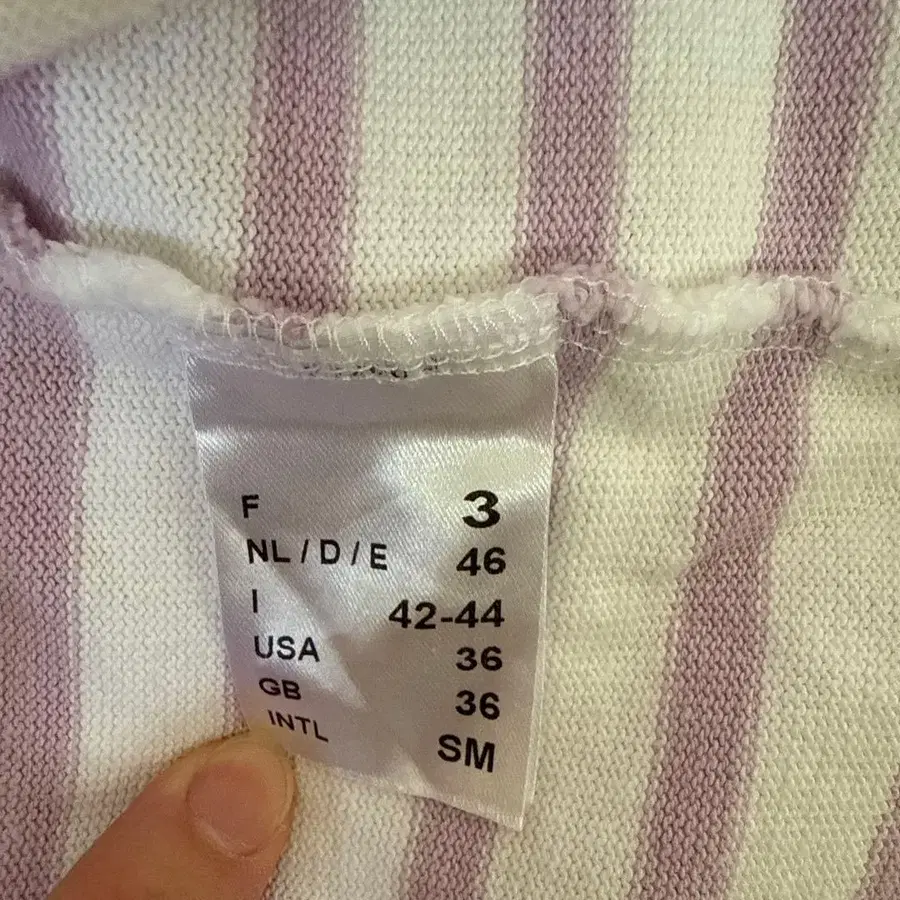 F 3
NL / D / E 46
I 42-44
USA 36
GB 36
INTL SM